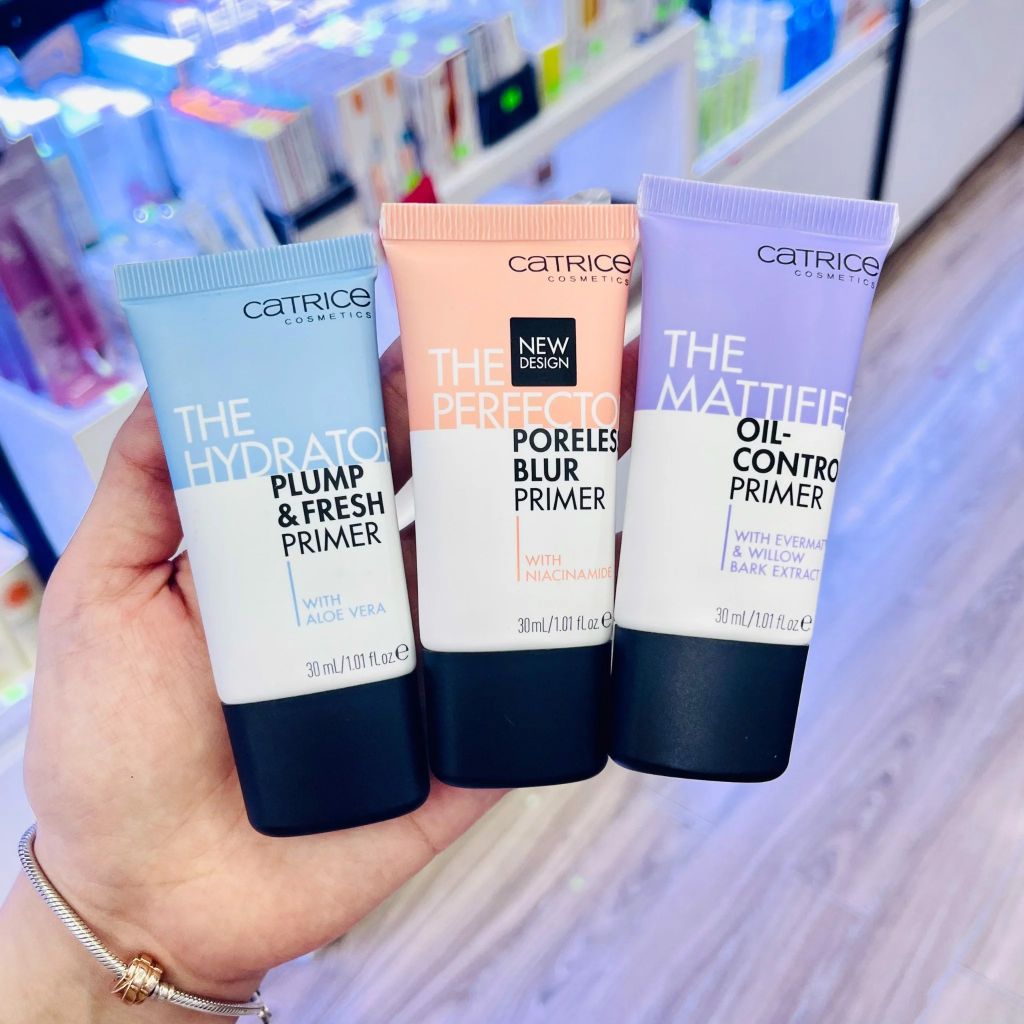 CATRICE
COSMETICS
THE
HYDRATOR
PLUMP
& FRESH
PRIMER
WITH
ALOE VERA
30 mL/1.01 fl.oz. e
CATRICE
COSMETICS
NEW
DESIGN
THE
PERFECTO
PORELES
BLUR
PRIMER
WITH
NIACINAMIDE
30 mL/1.01 fl.oz. e
CATRICE
COSMETICS
THE
MATTIFIE
OIL-
CONTRO
PRIMER
WITH EVERMAT
& WILLOW
BARK EXTRACT
30 mL/1.01 fl.oz. e